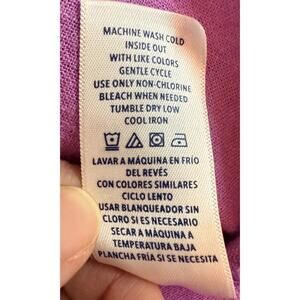 MACHINE WASH COLD
INSIDE OUT
WITH LIKE COLORS
GENTLE CYCLE
USE ONLY NON-CHLORINE
BLEACH WHEN NEEDED
TUMBLE DRY LOW
COOL IRON
LAVAR A MÁQUINA EN FRÍO
DEL REVÉS
CON COLORES SIMILARES
CICLO LENTO
USAR BLANQUEADOR SIN
CLORO SI ES NECESARIO
SECAR A MÁQUINA A
TEMPERATURA BAJA
PLANCHA FRÍA SI SE NECESITA